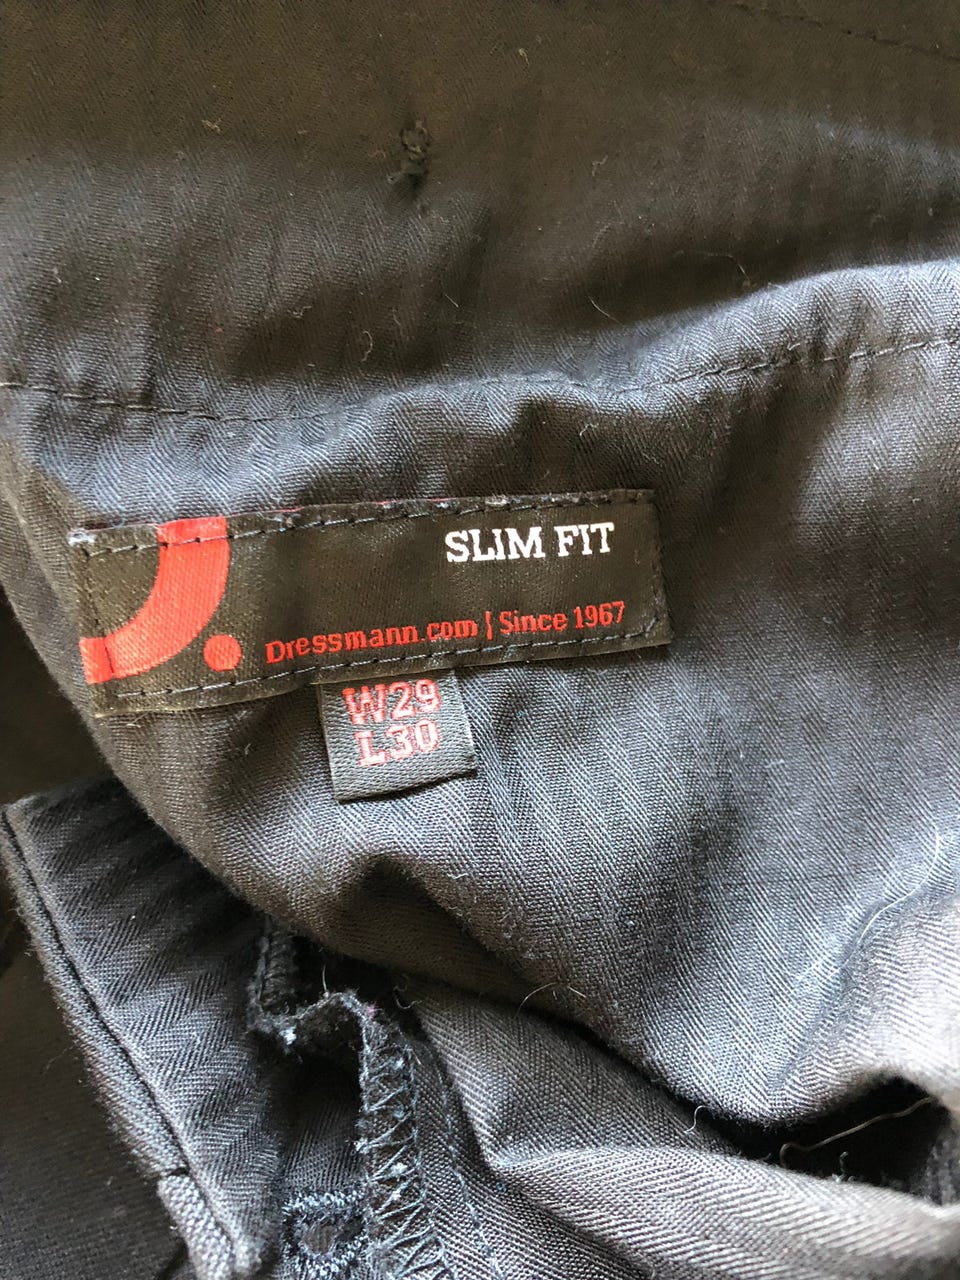 SLIM FIT
Dressmann.com | Since 1967
W29
L30